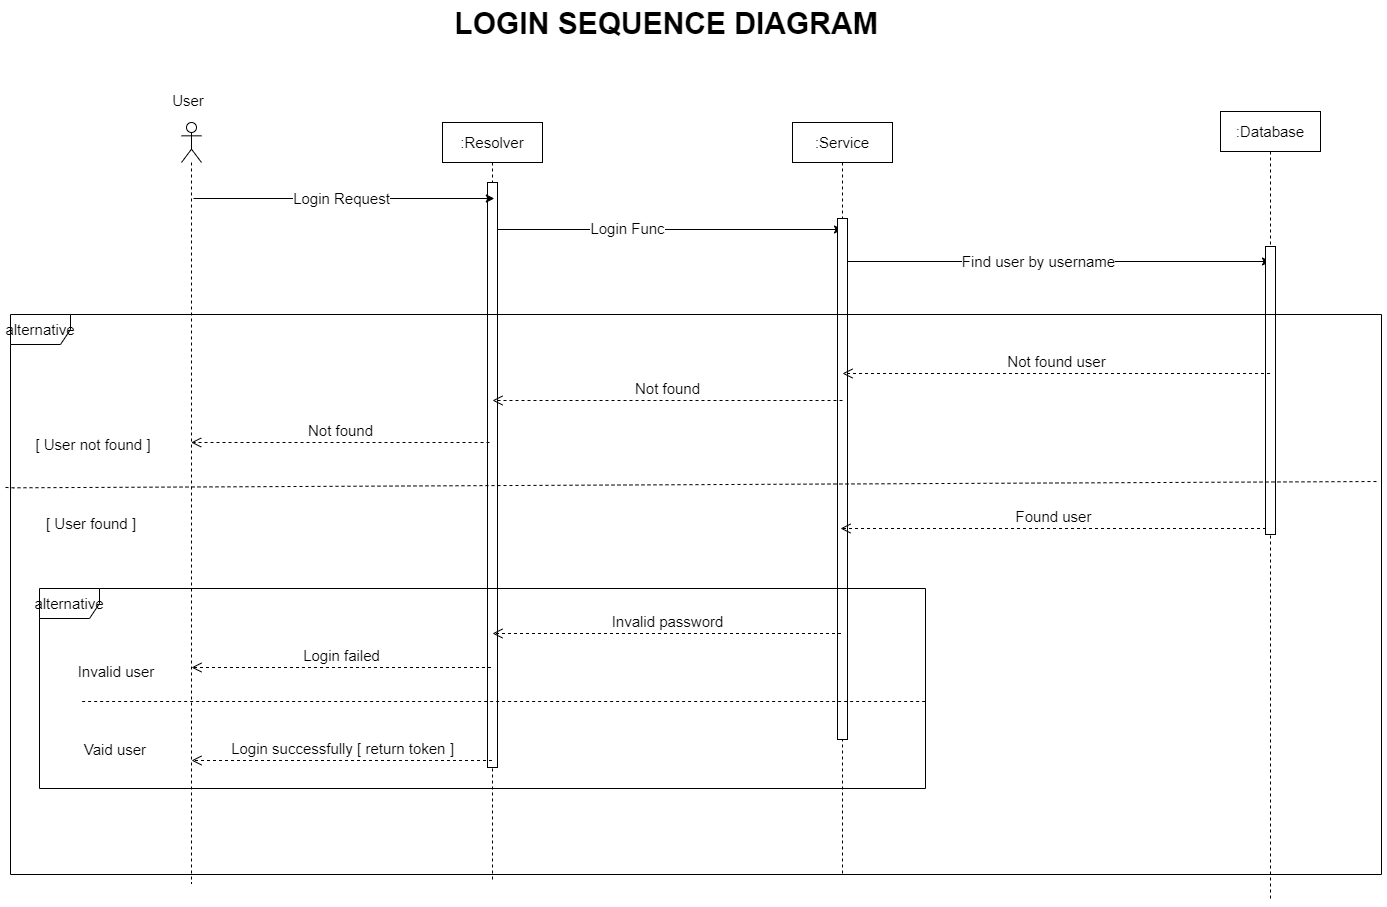 LOGIN SEQUENCE DIAGRAM
User
:Resolver
:Service
:Database
Login Request
Login Func
Find user by username
alternative
Not found user
Not found
Not found
[ User not found ]
[ User found ]
Found user
alternative
Invalid password
Login failed
Invalid user
Vaid user
Login successfully [ return token ]